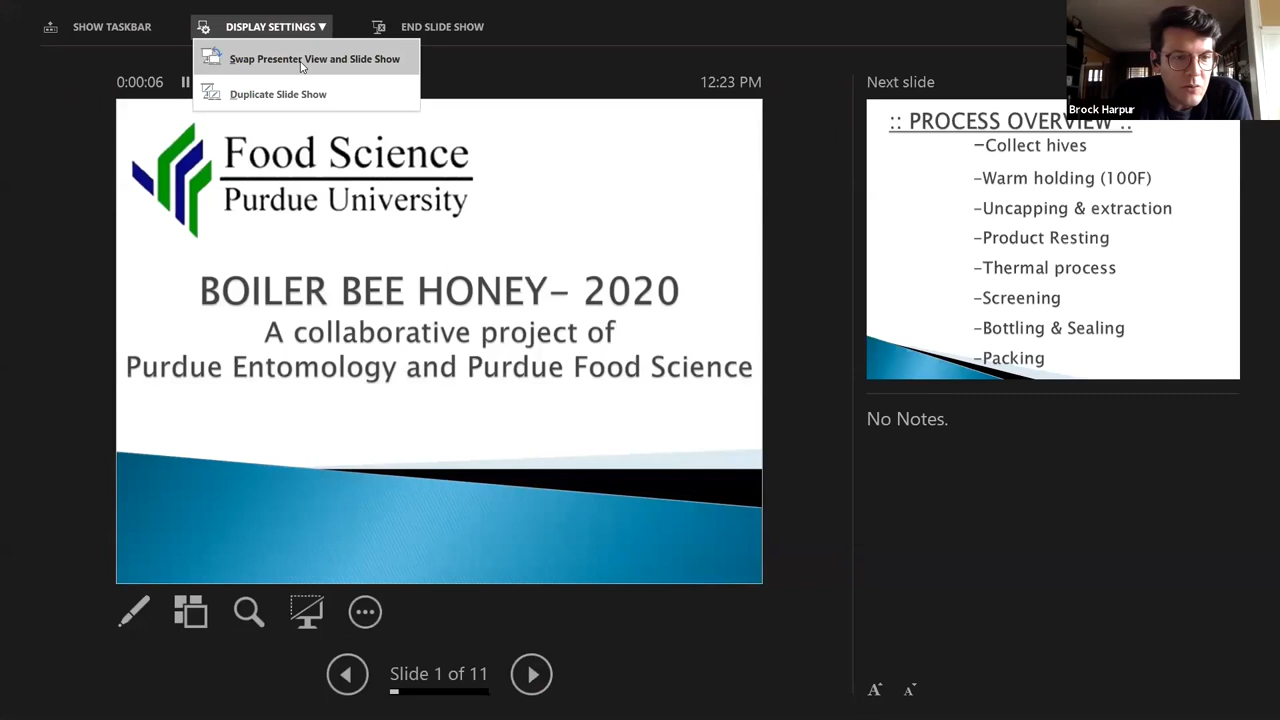 SHOW TASKBAR
DISPLAY SETTINGS ▼
END SLIDE SHOW
Swap Presenter View and Slide Show
Duplicate Slide Show
0:00:06
12:23 PM
Next slide
Brock Harpur
Food Science
Purdue University
BOILER BEE HONEY- 2020
A collaborative project of
Purdue Entomology and Purdue Food Science
:: PROCESS OVERVIEW ::
-Collect hives
-Warm holding (100F)
-Uncapping & extraction
-Product Resting
-Thermal process
-Screening
-Bottling & Sealing
-Packing
No Notes.
Slide 1 of 11
A A